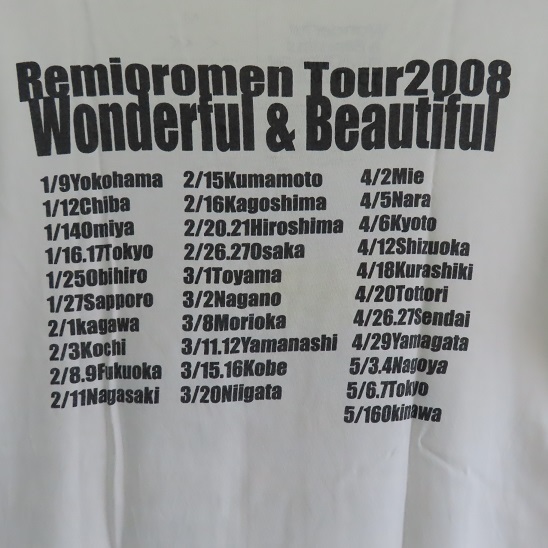 Remioromen Tour2008
Wonderful & Beautiful
1/9Yokohama
1/12Chiba
1/14Omiya
1/16.17Tokyo
1/25Obihiro
1/27Sapporo
2/1kagawa
2/3Kochi
2/8.9Fukuoka
2/11Nagasaki
2/15Kumamoto
2/16Kagoshima
2/20.21Hiroshima
2/26.27Osaka
3/1Toyama
3/2Nagano
3/8Morioka
3/11.12Yamanashi
3/15.16Kobe
3/20Niigata
4/2Mie
4/5Nara
4/6Kyoto
4/12Shizuoka
4/18Kurashiki
4/20Tottori
4/26.27Sendai
4/29Yamagata
5/3.4Nagoya
5/6.7Tokyo
5/16Okinawa